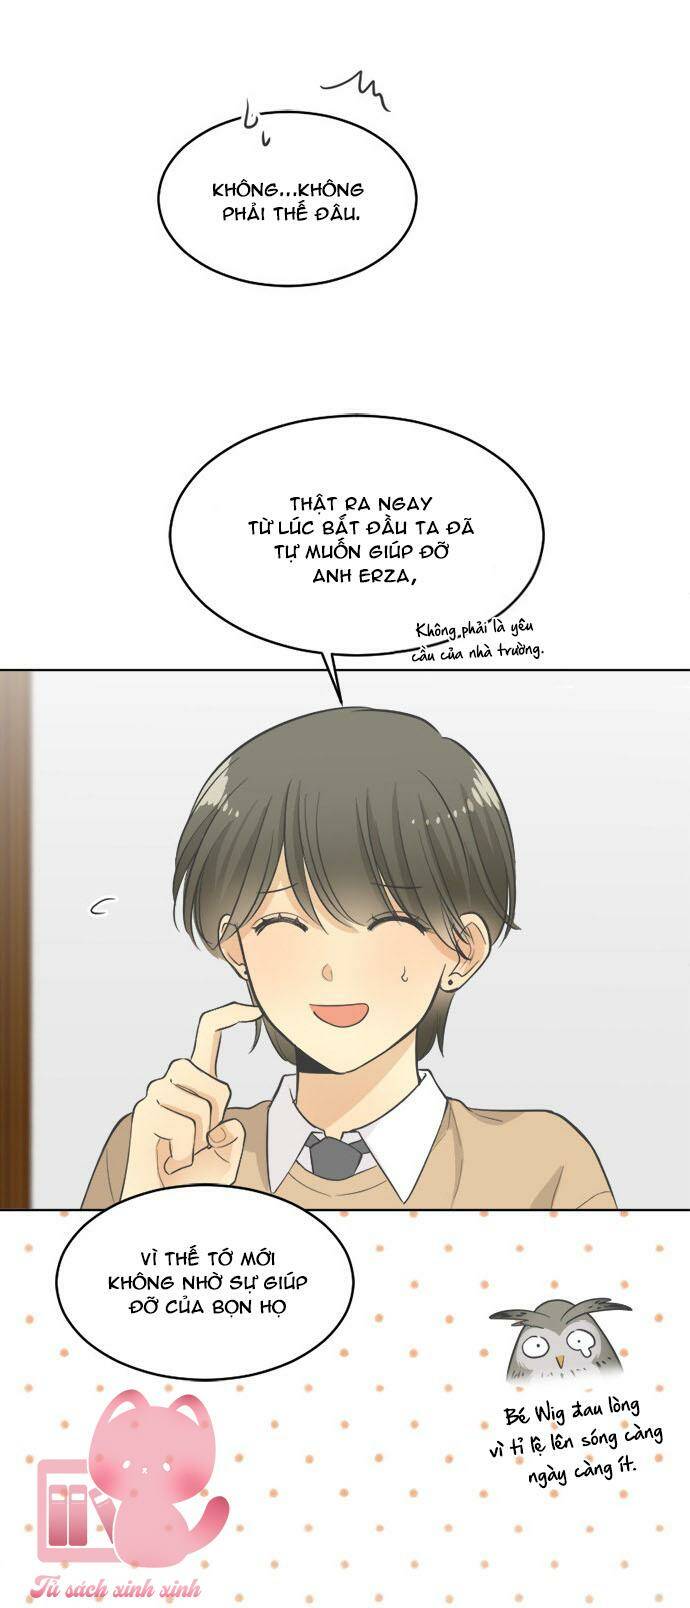 KHÔNG...KHÔNG
PHẢI THẾ ĐÂU.
THẬT RA NGAY
TỪ LÚC BẮT ĐẦU TA ĐÃ
TỰ MUỐN GIÚP ĐỠ
ANH ERZA,
Không phải là yêu
cầu của nhà trường.
VÌ THẾ TỚ MỚI
KHÔNG NHỜ SỰ GIÚP
ĐỠ CỦA BỌN HỌ
Bé Wig đau lòng
vì tỉ lệ lên sóng càng
ngày càng ít.
Tủ sách xinh xinh